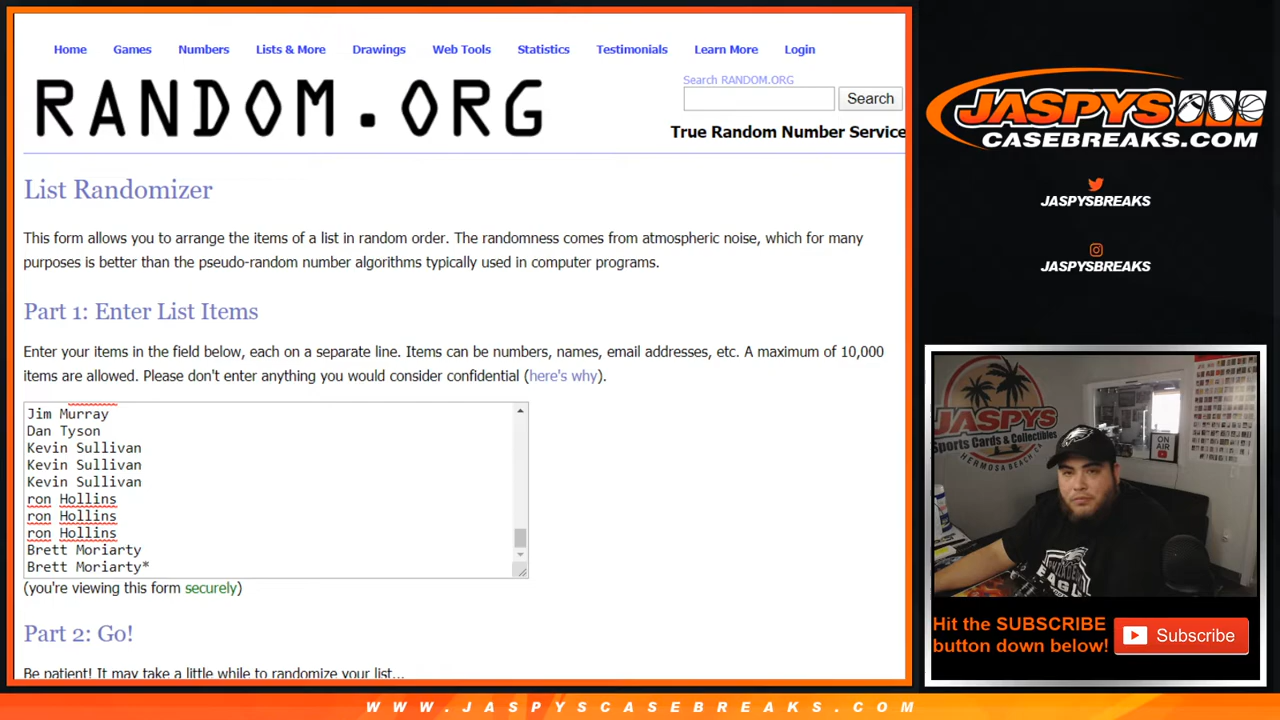 Home Games Numbers Lists & More Drawings Web Tools Statistics Testimonials Learn More Login
RANDOM.ORG
Search RANDOM.ORG
Search
True Random Number Service
List Randomizer
This form allows you to arrange the items of a list in random order. The randomness comes from atmospheric noise, which for many
purposes is better than the pseudo-random number algorithms typically used in computer programs.
Part 1: Enter List Items
Enter your items in the field below, each on a separate line. Items can be numbers, names, email addresses, etc. A maximum of 10,000
items are allowed. Please don't enter anything you would consider confidential (here's why).
Jim Murray
Dan Tyson
Kevin Sullivan
Kevin Sullivan
Kevin Sullivan
ron Hollins
ron Hollins
ron Hollins
Brett Moriarty
Brett Moriarty*
(you're viewing this form securely)
Part 2: Go!
Be patient! It may take a little while to randomize your list...
JASPYS
CASEBREAKS.COM
JASPYSBREAKS
JASPYSBREAKS
JASPYS
Sports Cards & Collectibles
HERMOSA BEACH CA
ON
AIR
EAGL
Hit the SUBSCRIBE
button down below!
Subscribe
WWW.JASPYSCASEBREAKS.COM